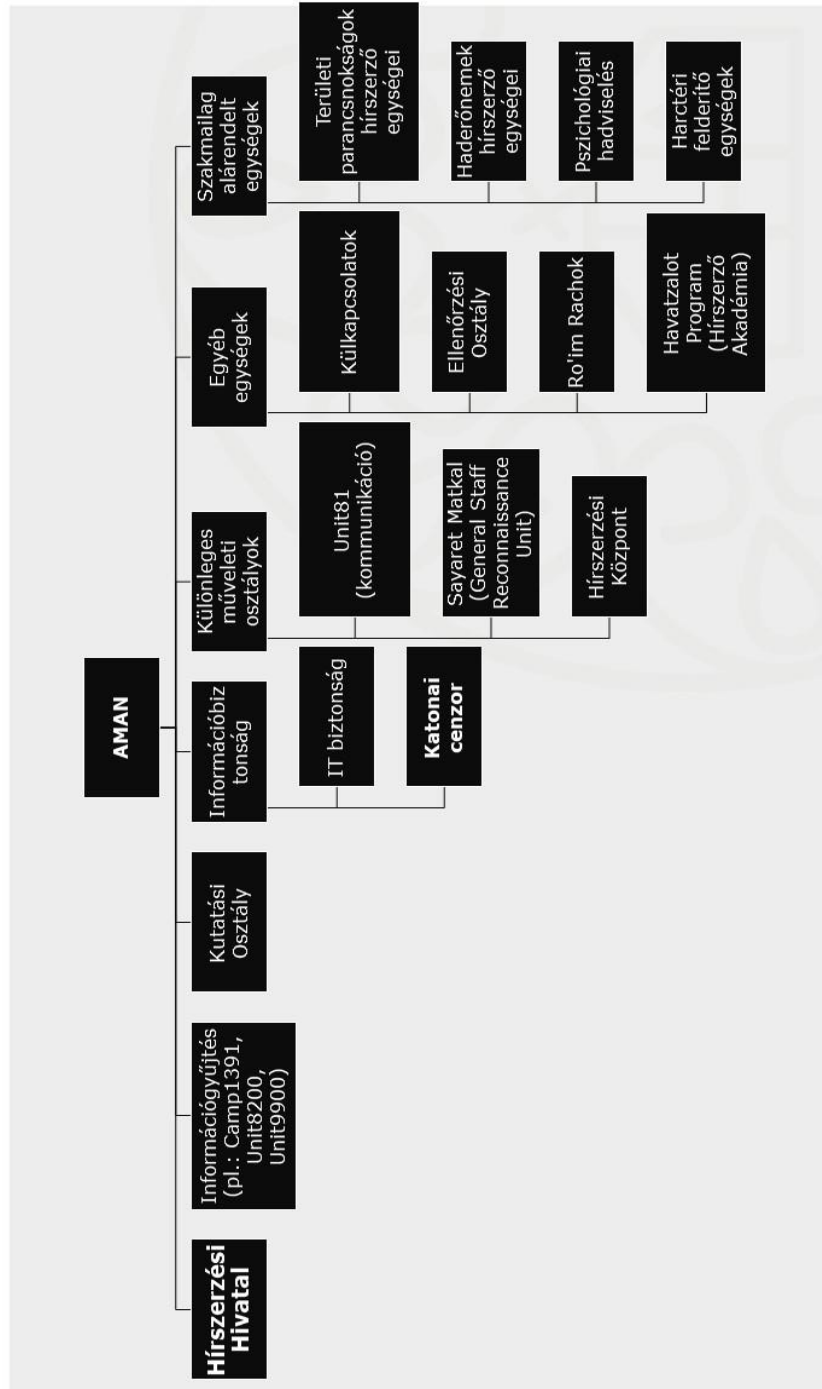 AMAN
Hírszerzési
Hivatal
Információgyűjtés
(pl.: Camp1391,
Unit8200,
Unit9900)
Kutatási
Osztály
Információbiz
tonság
IT biztonság
Katonai
cenzor
Különleges
műveleti
osztályok
Unit81
(kommunikáció)
Sayaret Matkal
(General Staff
Reconnaissance
Unit)
Hírszerzési
Központ
Egyéb
egységek
Külkapcsolatok
Ellenőrzési
Osztály
Ro'im Rachok
Havatzalot
Program
(Hírszerző
Akadémia)
Szakmailag
alárendelt
egységek
Területi
parancsnokságok
hírszerző
egységei
Haderőnemek
hírszerző
egységei
Pszichológiai
hadviselés
Harctéri
felderítő
egységek